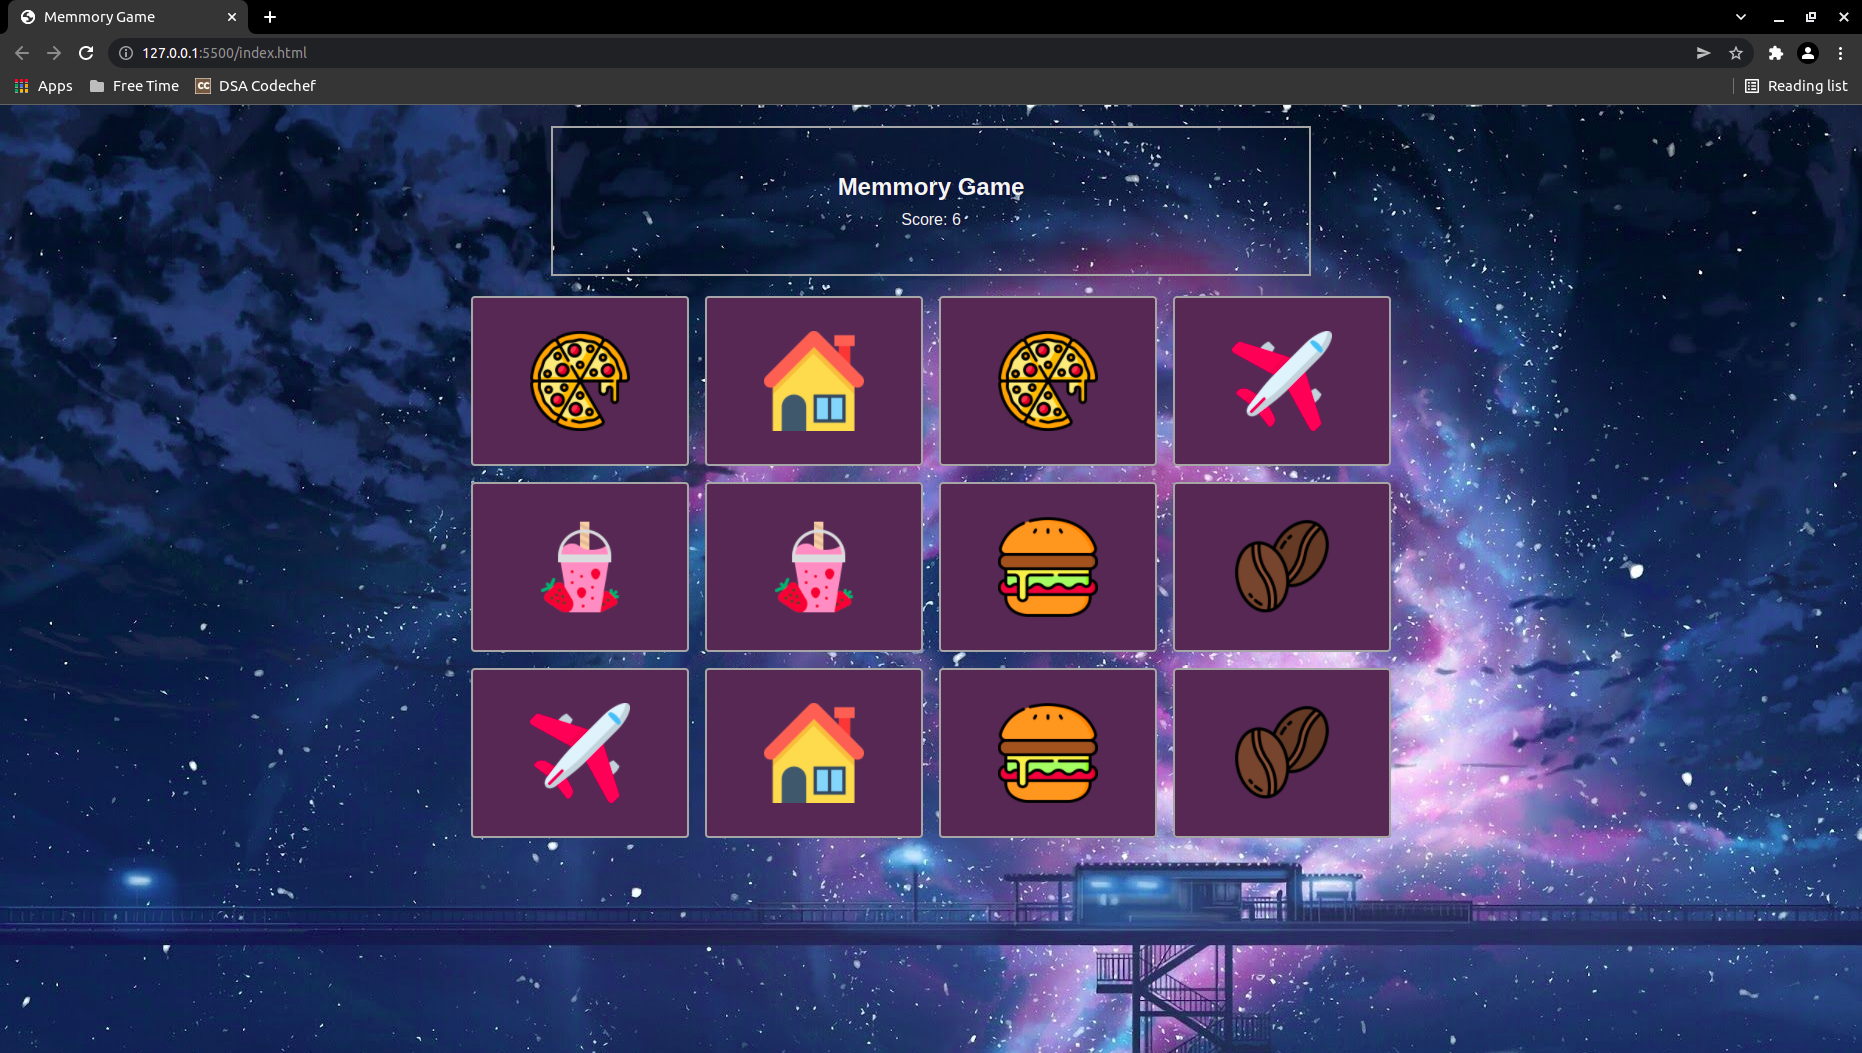 Memmory Game
127.0.0.1:5500/index.html
Apps Free Time CC DSA Codechef Reading list
Memmory Game
Score: 6